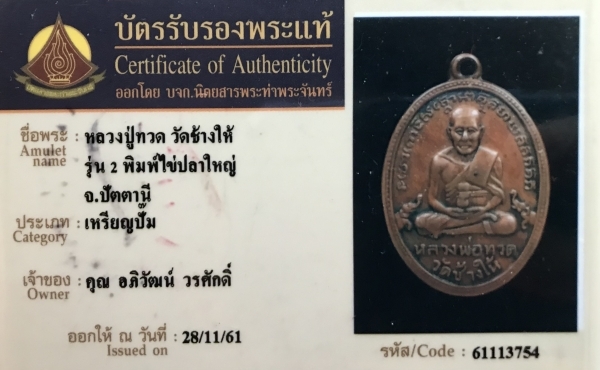 บัตรรับรองพระแท้
Certificate of Authenticity
ออกโดย บจก.นิตยสารพระท่าพระจันทร์
ชื่อพระ : หลวงปู่ทวด วัดช้างให้
Amulet name
รุ่น 2 พิมพ์ไข่ปลาใหญ่
จ.ปัตตานี
ประเภท : เหรียญปั๊ม
Category
เจ้าของ : คุณ อภิวัฒน์ วรศักดิ์
Owner
ออกให้ ณ วันที่ : 28/11/61
Issued on
หลวงพ่อทวด
วัดช้างให้
รหัส/Code : 61113754